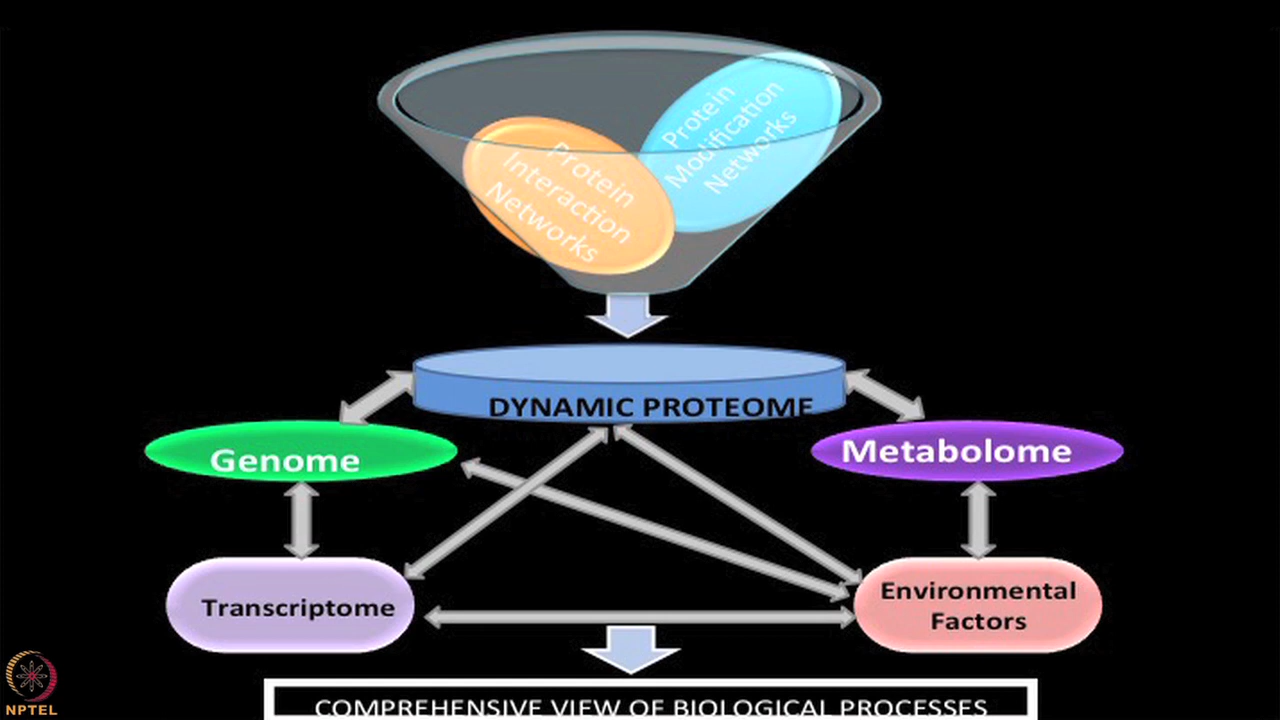 Protein
Modification
Networks
Protein
Interaction
Networks
DYNAMIC PROTEOME
Genome
Metabolome
Transcriptome
Environmental
Factors
NPTEL
COMPREHENSIVE VIEW OF BIOLOGICAL PROCESSES